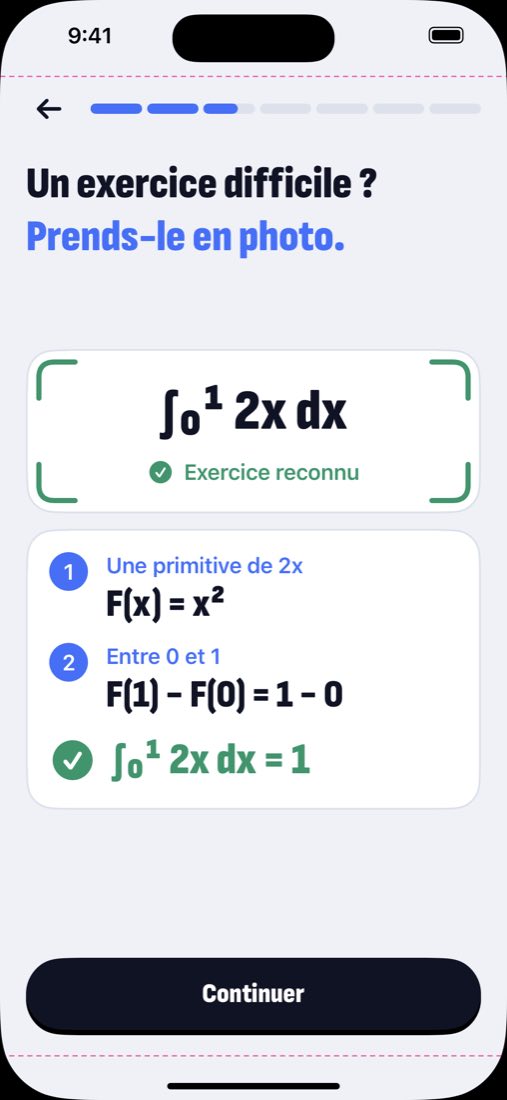 9:41
Un exercice difficile ?
Prends-le en photo.
∫₀¹ 2x dx
Exercice reconnu
1 Une primitive de 2x
F(x) = x²
2 Entre 0 et 1
F(1) − F(0) = 1 − 0
∫₀¹ 2x dx = 1
Continuer